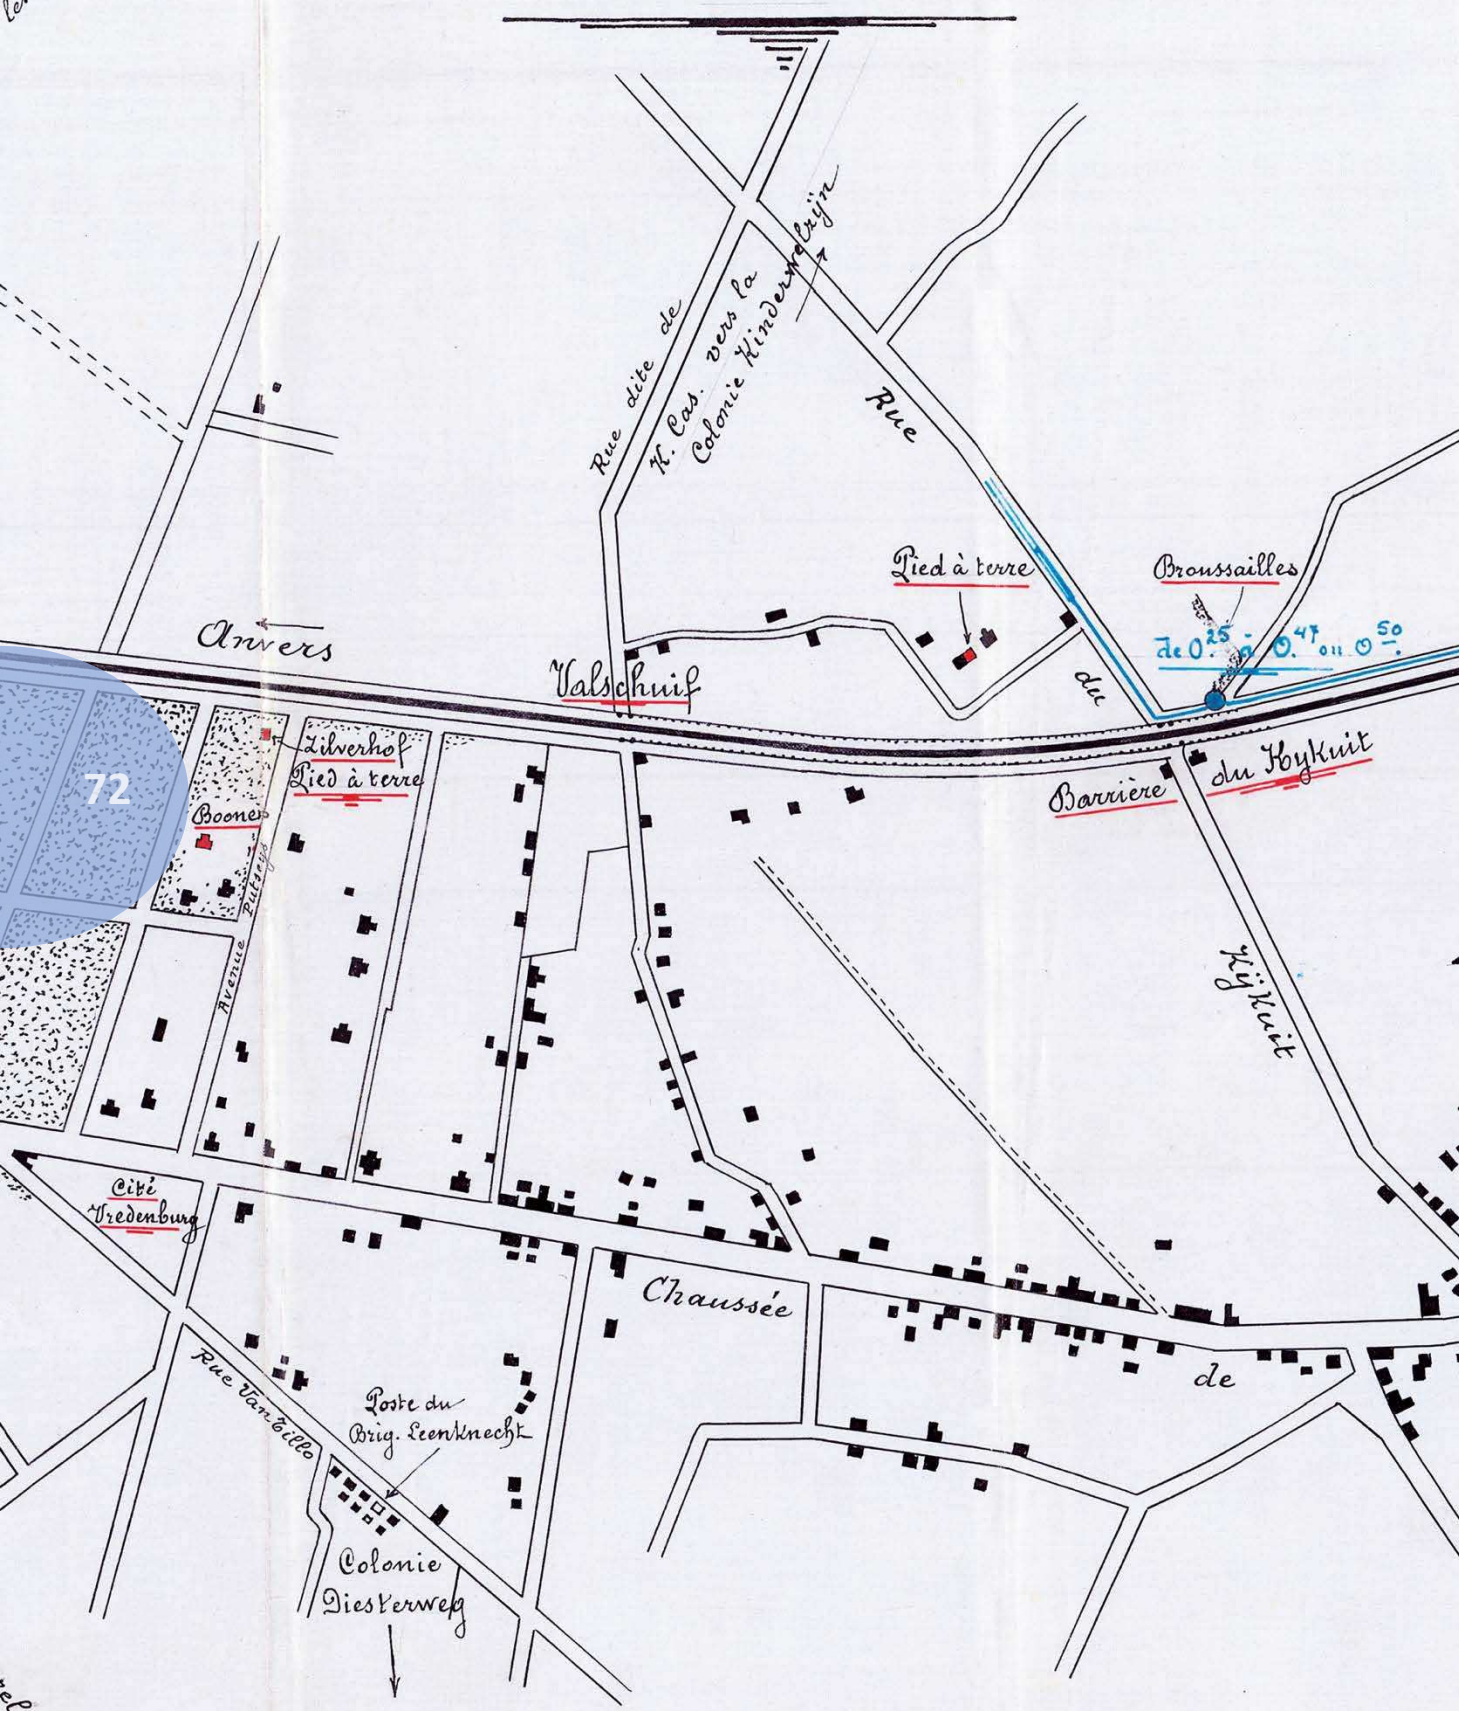 Rue dite de
K. Cas. vers la
Colonie Kinderwelzijn
Rue
Pied à terre
Broussailles
de 0.25 à 0.47 ou 0.50.
Anvers
Valschuif
du
Zilverhof
Pied à terre
72
Boones
Barrière du Kykuit
Avenue Putseys
Kijkuit
Cité
Vredenburg
Chaussée
de
Rue Van Tillo
Poste du
Brig. Leenknecht
Colonie
Diesterweg